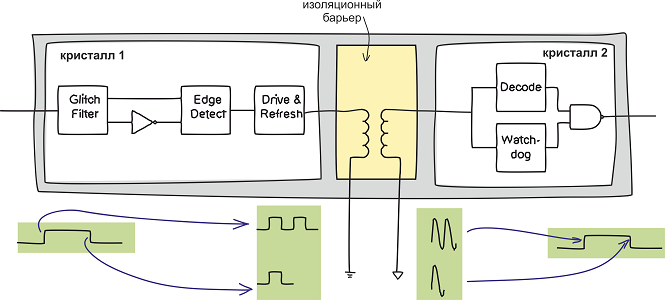 изоляционный
барьер
кристалл 1
кристалл 2
Glitch
Filter
Edge
Detect
Drive &
Refresh
Decode
Watch-
dog